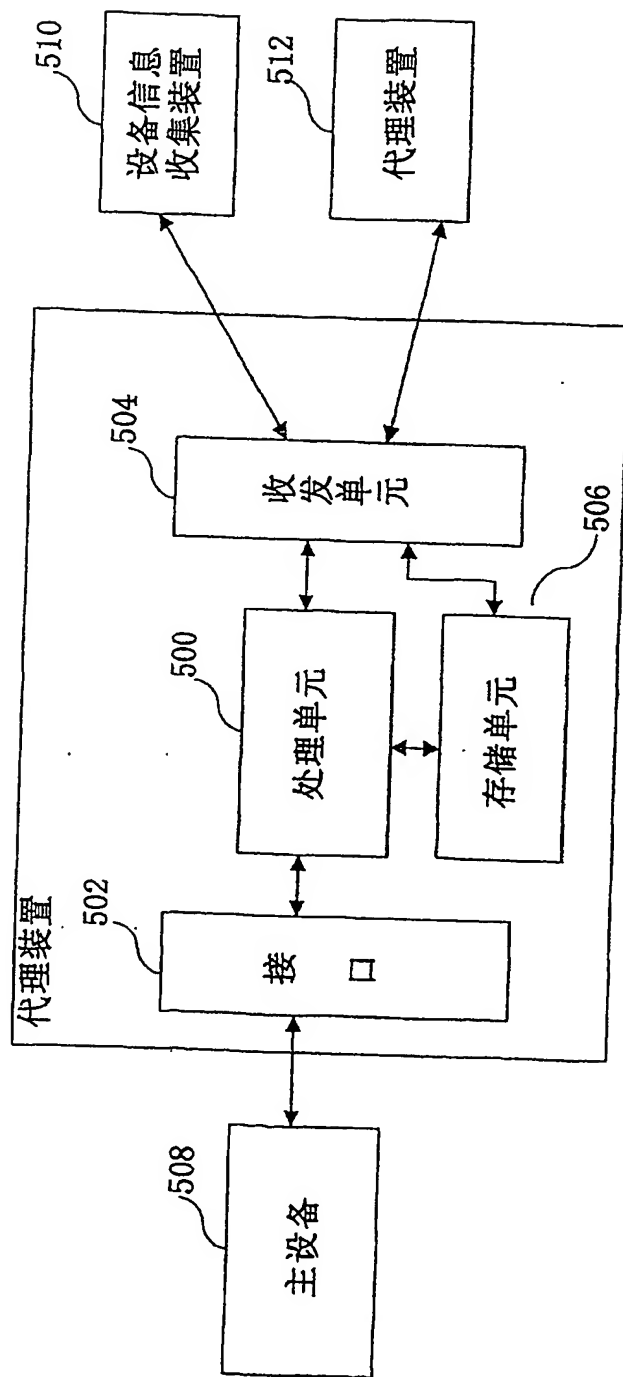 设备信息
收集装置
510
代理装置
512
代理装置
收发单元
504
处理单元
500
存储单元
506
接口
502
主设备
508